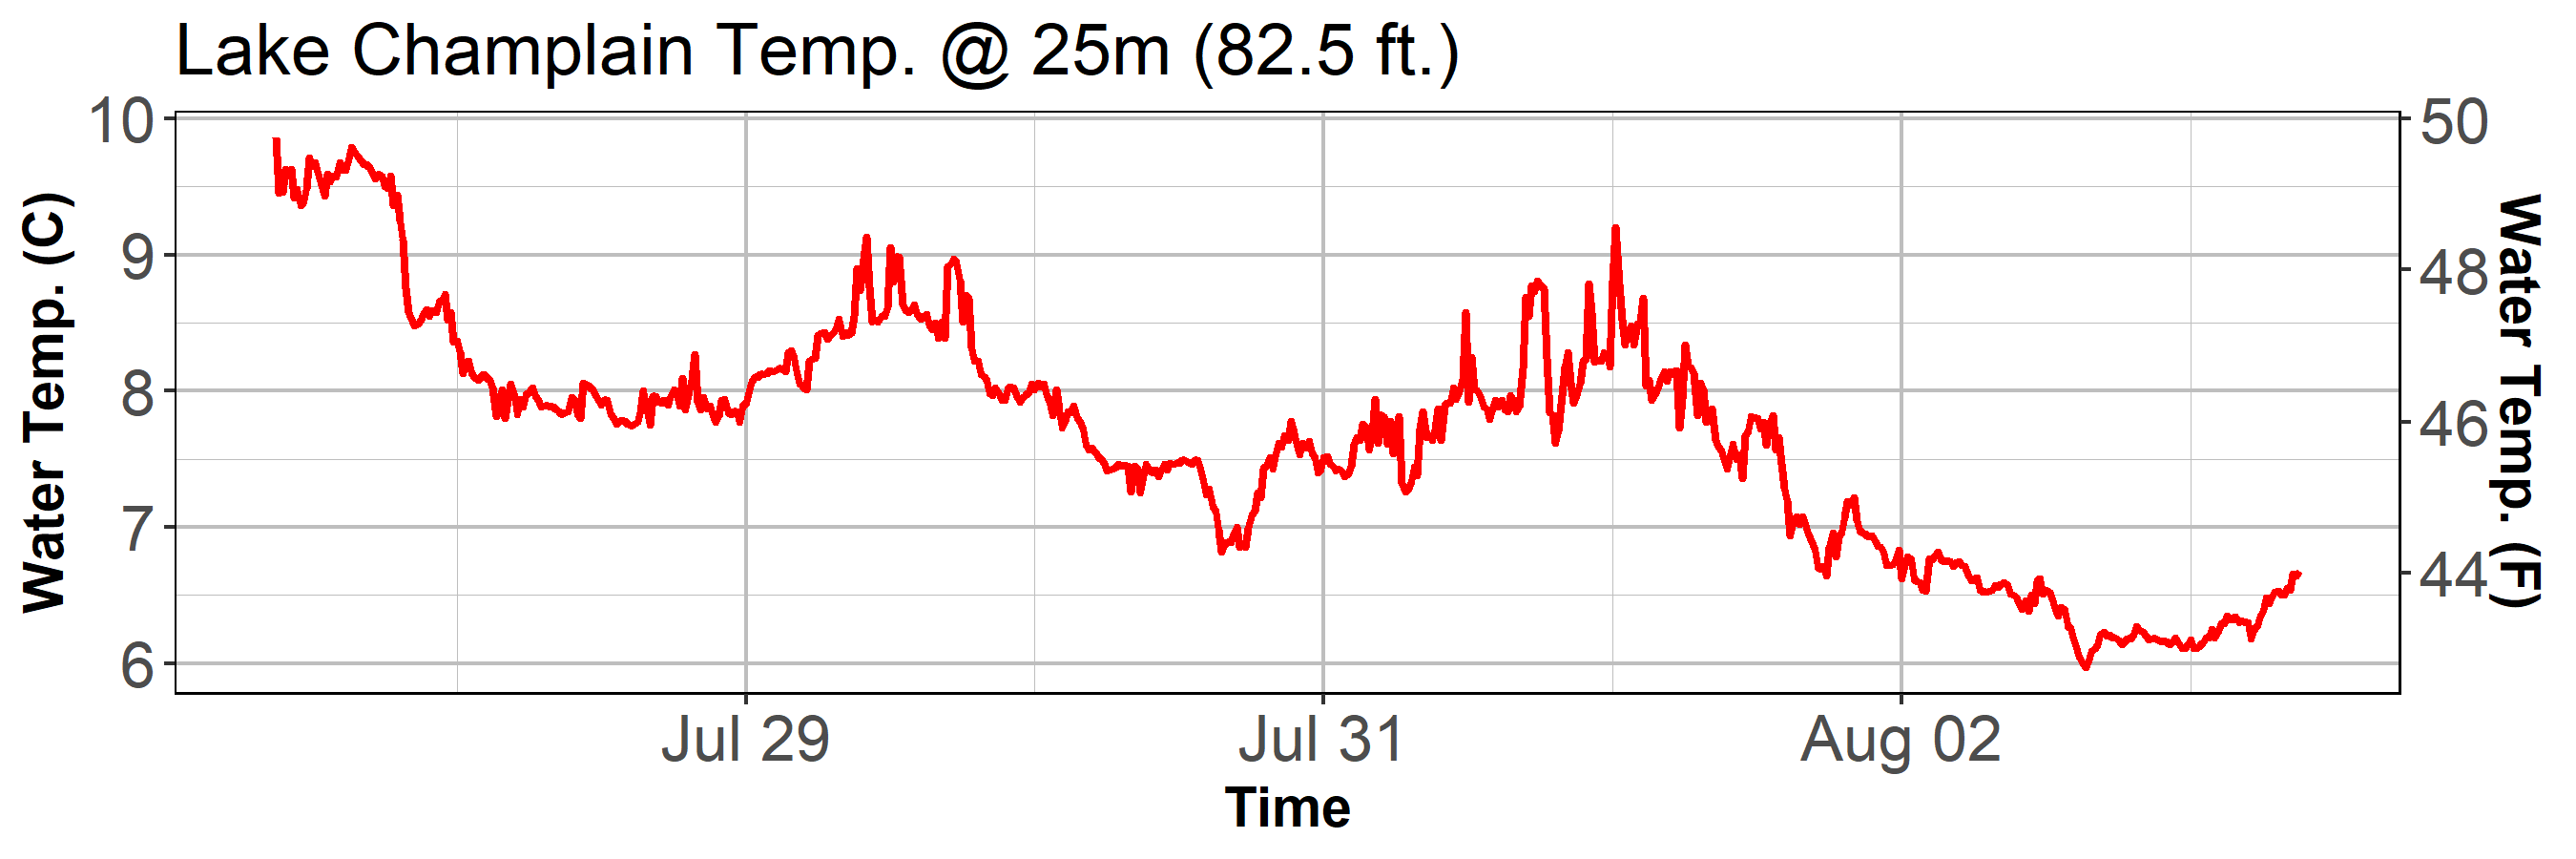 Lake Champlain Temp. @ 25m (82.5 ft.)
Water Temp. (C)
10
9
8
7
6
50
48
46
44
Water Temp. (F)
Jul 29
Jul 31
Aug 02
Time